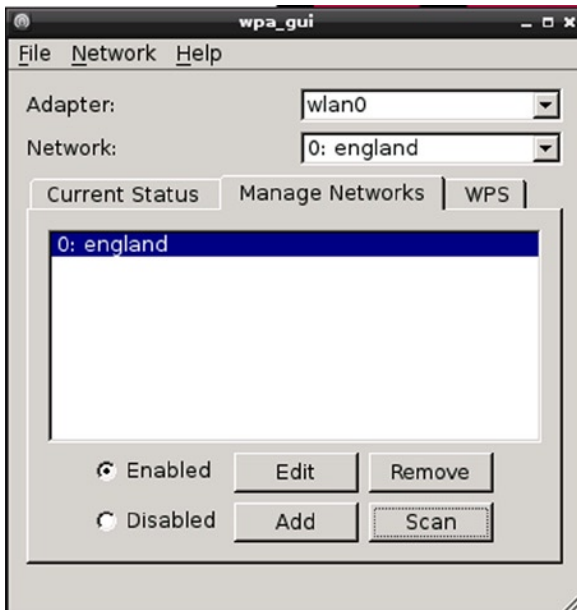 wpa_gui
File Network Help
Adapter: wlan0
Network: 0: england
Current Status Manage Networks WPS
0: england
Enabled Edit Remove
Disabled Add Scan